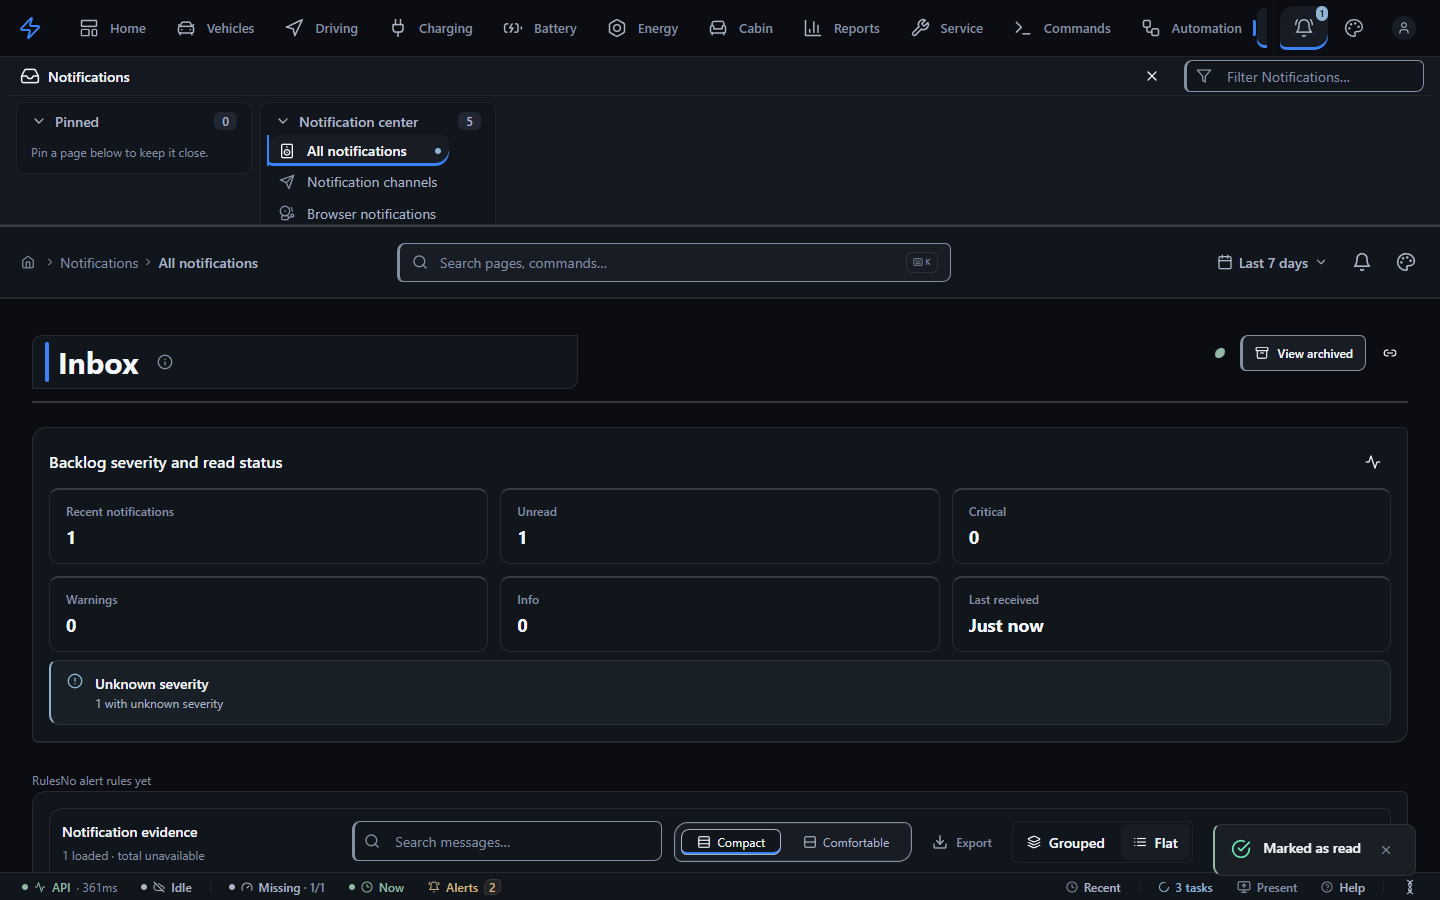 Home Vehicles Driving Charging Battery Energy Cabin Reports Service Commands Automation 1
Notifications Filter Notifications...
Pinned 0
Pin a page below to keep it close.
Notification center 5
All notifications
Notification channels
Browser notifications
Notifications All notifications Search pages, commands... K Last 7 days
Inbox View archived
Backlog severity and read status
Recent notifications
1
Unread
1
Critical
0
Warnings
0
Info
0
Last received
Just now
Unknown severity
1 with unknown severity
RulesNo alert rules yet
Notification evidence
1 loaded · total unavailable
Search messages... Compact Comfortable Export Grouped Flat
Marked as read
API · 361ms Idle Missing · 1/1 Now Alerts 2 Recent 3 tasks Present Help